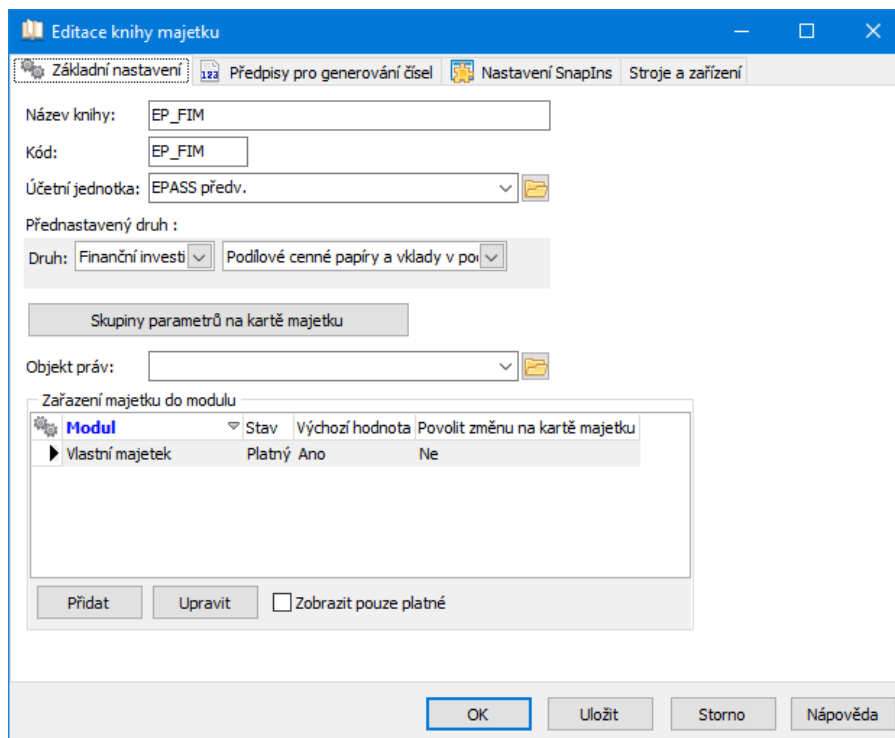 Editace knihy majetku
Základní nastavení 123 Předpisy pro generování čísel Nastavení SnapIns Stroje a zařízení
Název knihy: EP_FIM
Kód: EP_FIM
Účetní jednotka: EPASS předv.
Přednastavený druh :
Druh: Finanční investi Podílové cenné papíry a vklady v po
Skupiny parametrů na kartě majetku
Objekt práv:
Zařazení majetku do modulu
Modul Stav Výchozí hodnota Povolit změnu na kartě majetku
Vlastní majetek Platný Ano Ne
Přidat Upravit Zobrazit pouze platné
OK Uložit Storno Nápověda